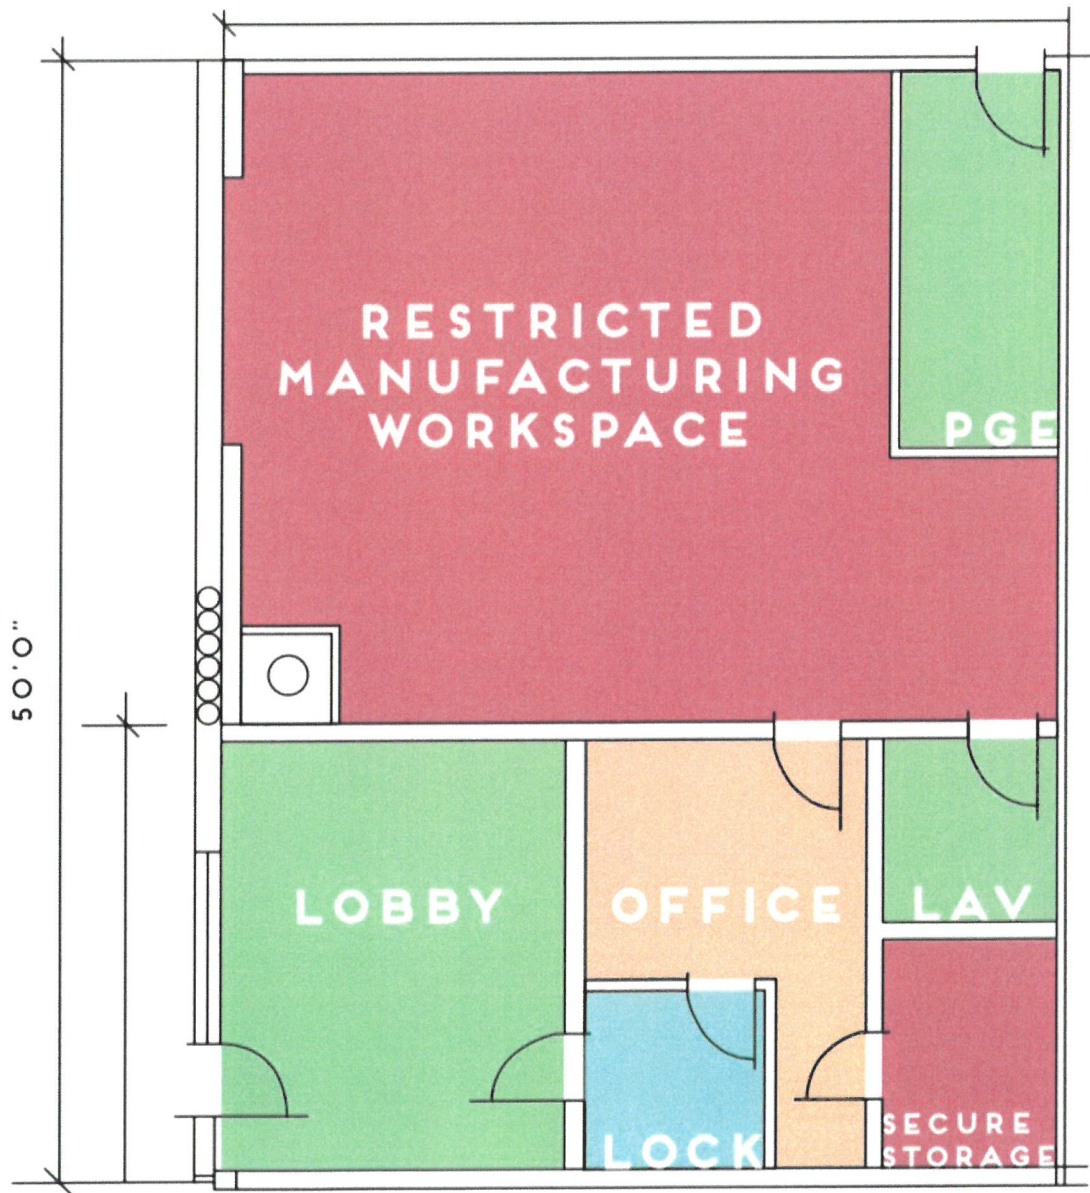 RESTRICTED
MANUFACTURING
WORKSPACE
PGE
50'0"
LOBBY
OFFICE
LAV
LOCK
SECURE
STORAGE